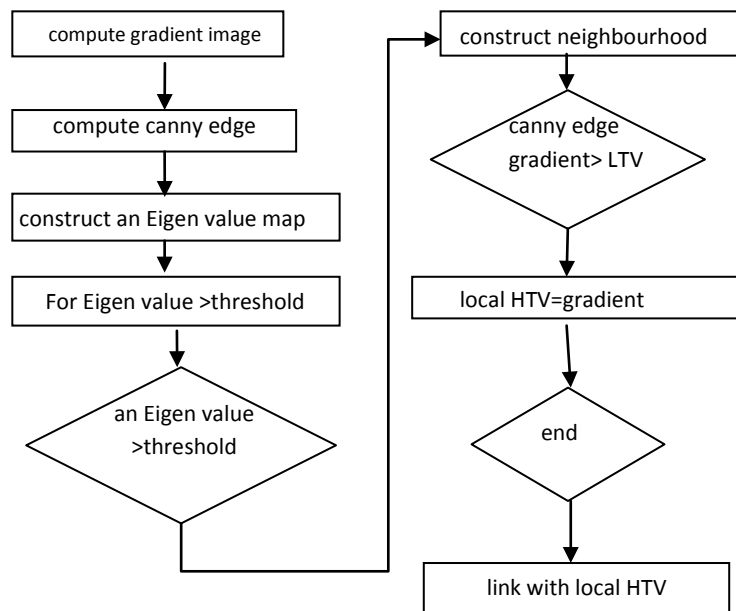 compute gradient image
compute canny edge
construct an Eigen value map
For Eigen value >threshold
an Eigen value
>threshold
construct neighbourhood
canny edge
gradient> LTV
local HTV=gradient
end
link with local HTV